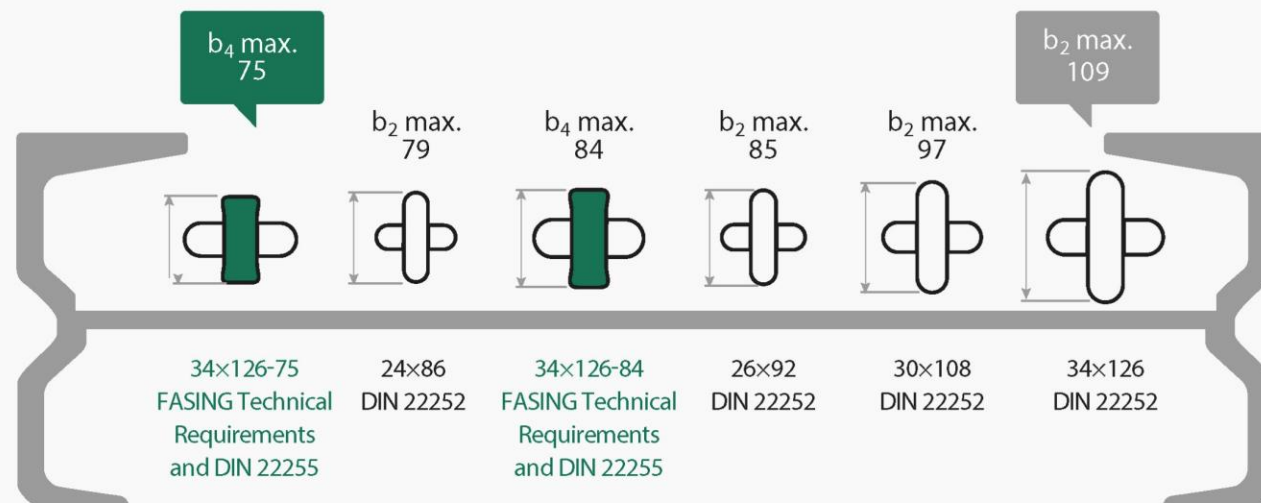 b₄ max.
75
b₂ max.
79
b₄ max.
84
b₂ max.
85
b₂ max.
97
b₂ max.
109
34×126-75
FASING Technical
Requirements
and DIN 22255
24×86
DIN 22252
34×126-84
FASING Technical
Requirements
and DIN 22255
26×92
DIN 22252
30×108
DIN 22252
34×126
DIN 22252